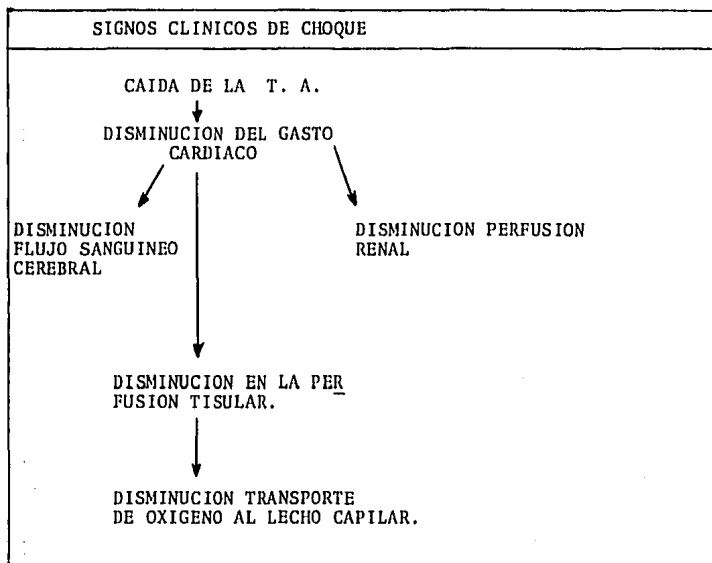 SIGNOS CLINICOS DE CHOQUE
CAIDA DE LA T. A.
DISMINUCION DEL GASTO
CARDIACO
DISMINUCION
FLUJO SANGUINEO
CEREBRAL
DISMINUCION PERFUSION
RENAL
DISMINUCION EN LA PER
FUSION TISULAR.
DISMINUCION TRANSPORTE
DE OXIGENO AL LECHO CAPILAR.